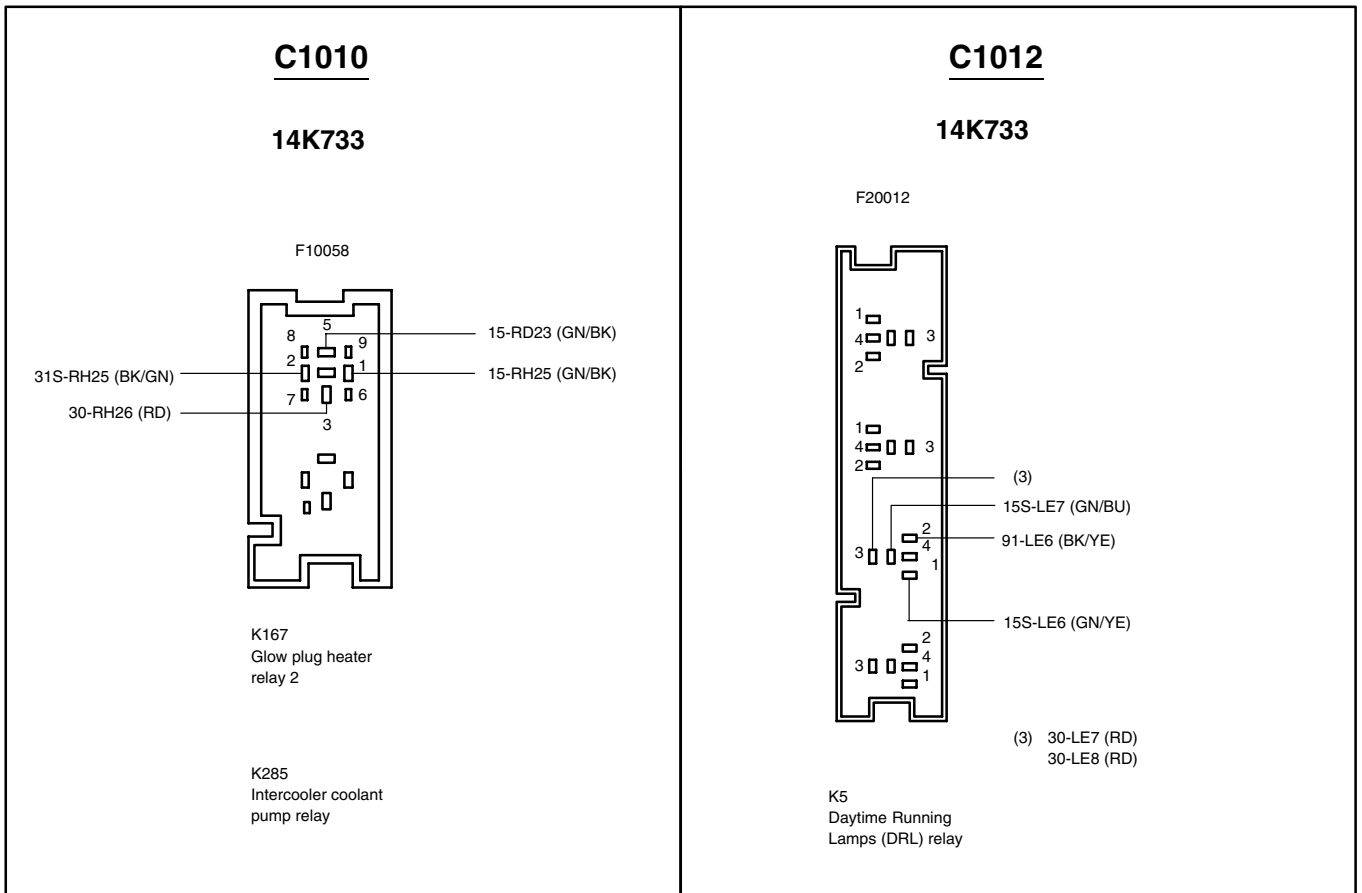 C1010
14K733
F10058
5
8
9
15-RD23 (GN/BK)
2
1
31S-RH25 (BK/GN)
15-RH25 (GN/BK)
7
6
30-RH26 (RD)
3
K167
Glow plug heater
relay 2
K285
Intercooler coolant
pump relay
C1012
14K733
F20012
1
4
3
2
1
4
3
2
(3)
15S-LE7 (GN/BU)
2
91-LE6 (BK/YE)
4
3
1
15S-LE6 (GN/YE)
2
4
3
1
(3) 30-LE7 (RD)
30-LE8 (RD)
K5
Daytime Running
Lamps (DRL) relay